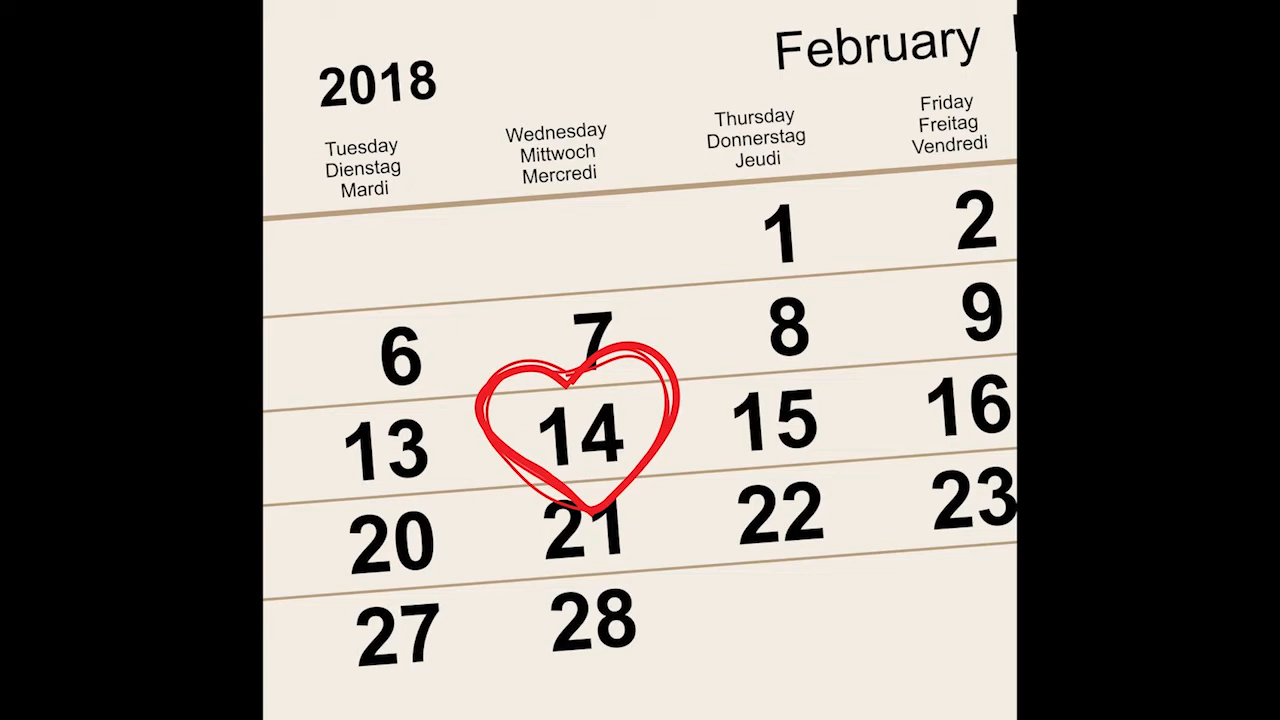 2018 February
Tuesday Wednesday Thursday Friday
Dienstag Mittwoch Donnerstag Freitag
Mardi Mercredi Jeudi Vendredi
1 2
6 7 8 9
13 14 15 16
20 21 22 23
27 28